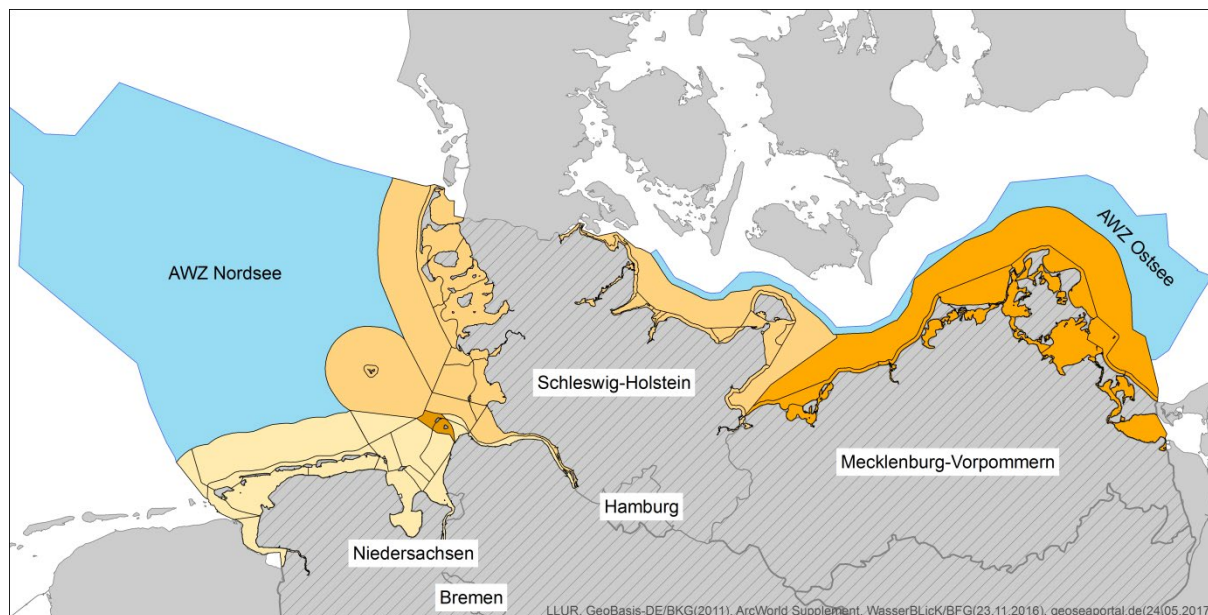 AWZ Nordsee
AWZ Ostsee
Schleswig-Holstein
Mecklenburg-Vorpommern
Hamburg
Niedersachsen
Bremen
LLUR, GeoBasis-DE/BKG(2011), ArcWorld Supplement, WasserBLicK/BFG(23.11.2016), geoseaportal.de(24.05.2017